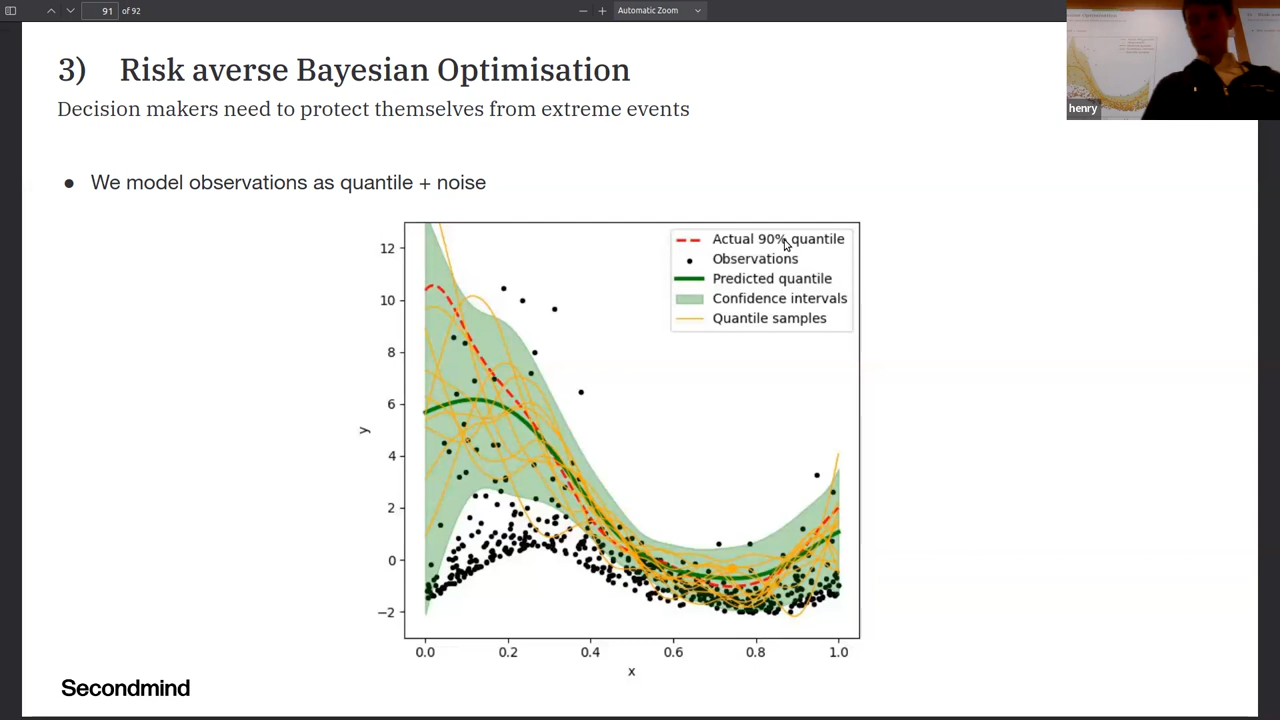 91 of 92
Automatic Zoom
henry
3) Risk averse Bayesian Optimisation
Decision makers need to protect themselves from extreme events
● We model observations as quantile + noise
Actual 90% quantile
Observations
Predicted quantile
Confidence intervals
Quantile samples
12
10
8
6
4
2
0
−2
y
0.0 0.2 0.4 0.6 0.8 1.0
x
Secondmind